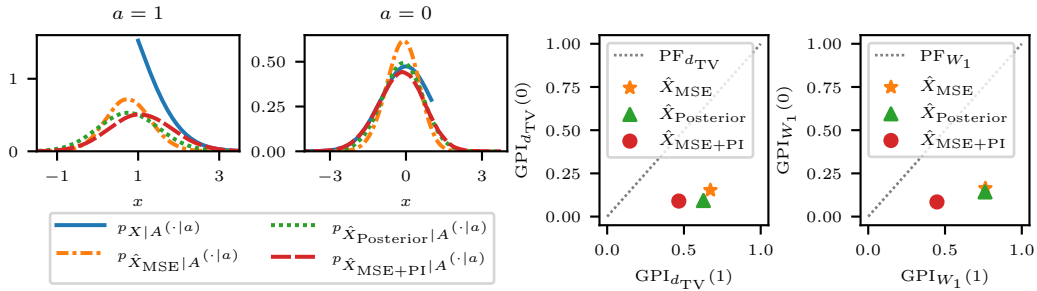 a = 1
1
0
−1
1
3
x
a = 0
0.50
0.25
0.00
−3
0
3
x
p_{X|A}(·|a)
p_{X̂_MSE|A}(·|a)
p_{X̂_Posterior|A}(·|a)
p_{X̂_MSE+PI|A}(·|a)
GPI_{d_TV}(0)
1.00
0.75
0.50
0.25
0.00
PF_{d_TV}
X̂_MSE
X̂_Posterior
X̂_MSE+PI
0.0
0.5
1.0
GPI_{d_TV}(1)
GPI_{W_1}(0)
1.00
0.75
0.50
0.25
0.00
PF_{W_1}
X̂_MSE
X̂_Posterior
X̂_MSE+PI
0.0
0.5
1.0
GPI_{W_1}(1)